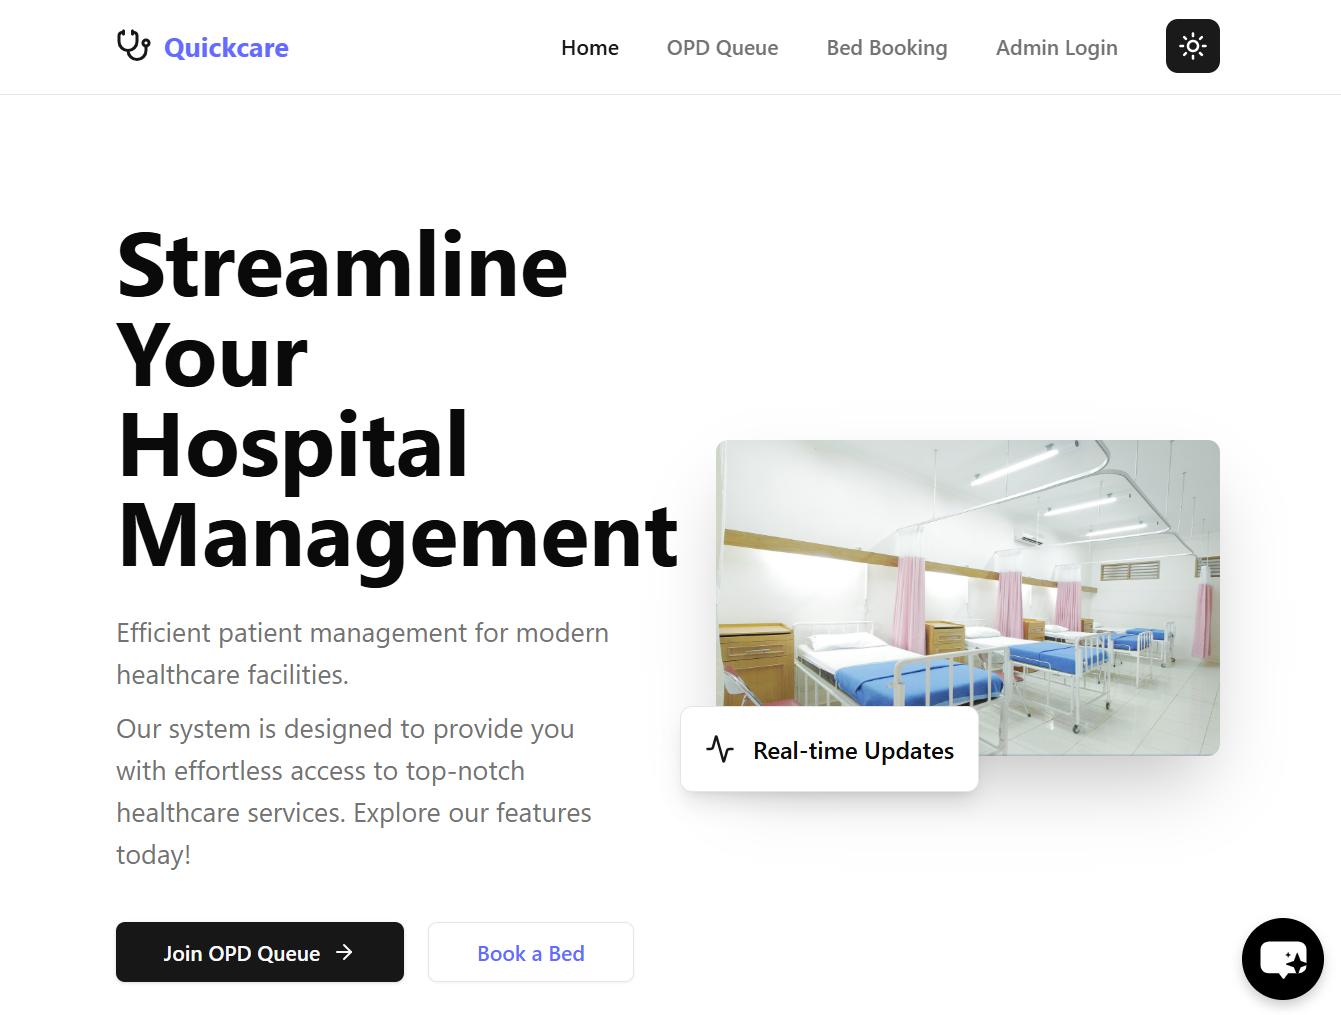 Quickcare
Home
OPD Queue
Bed Booking
Admin Login
Streamline
Your
Hospital
Management
Efficient patient management for modern
healthcare facilities.
Our system is designed to provide you
with effortless access to top-notch
healthcare services. Explore our features
today!
Real-time Updates
Join OPD Queue
Book a Bed